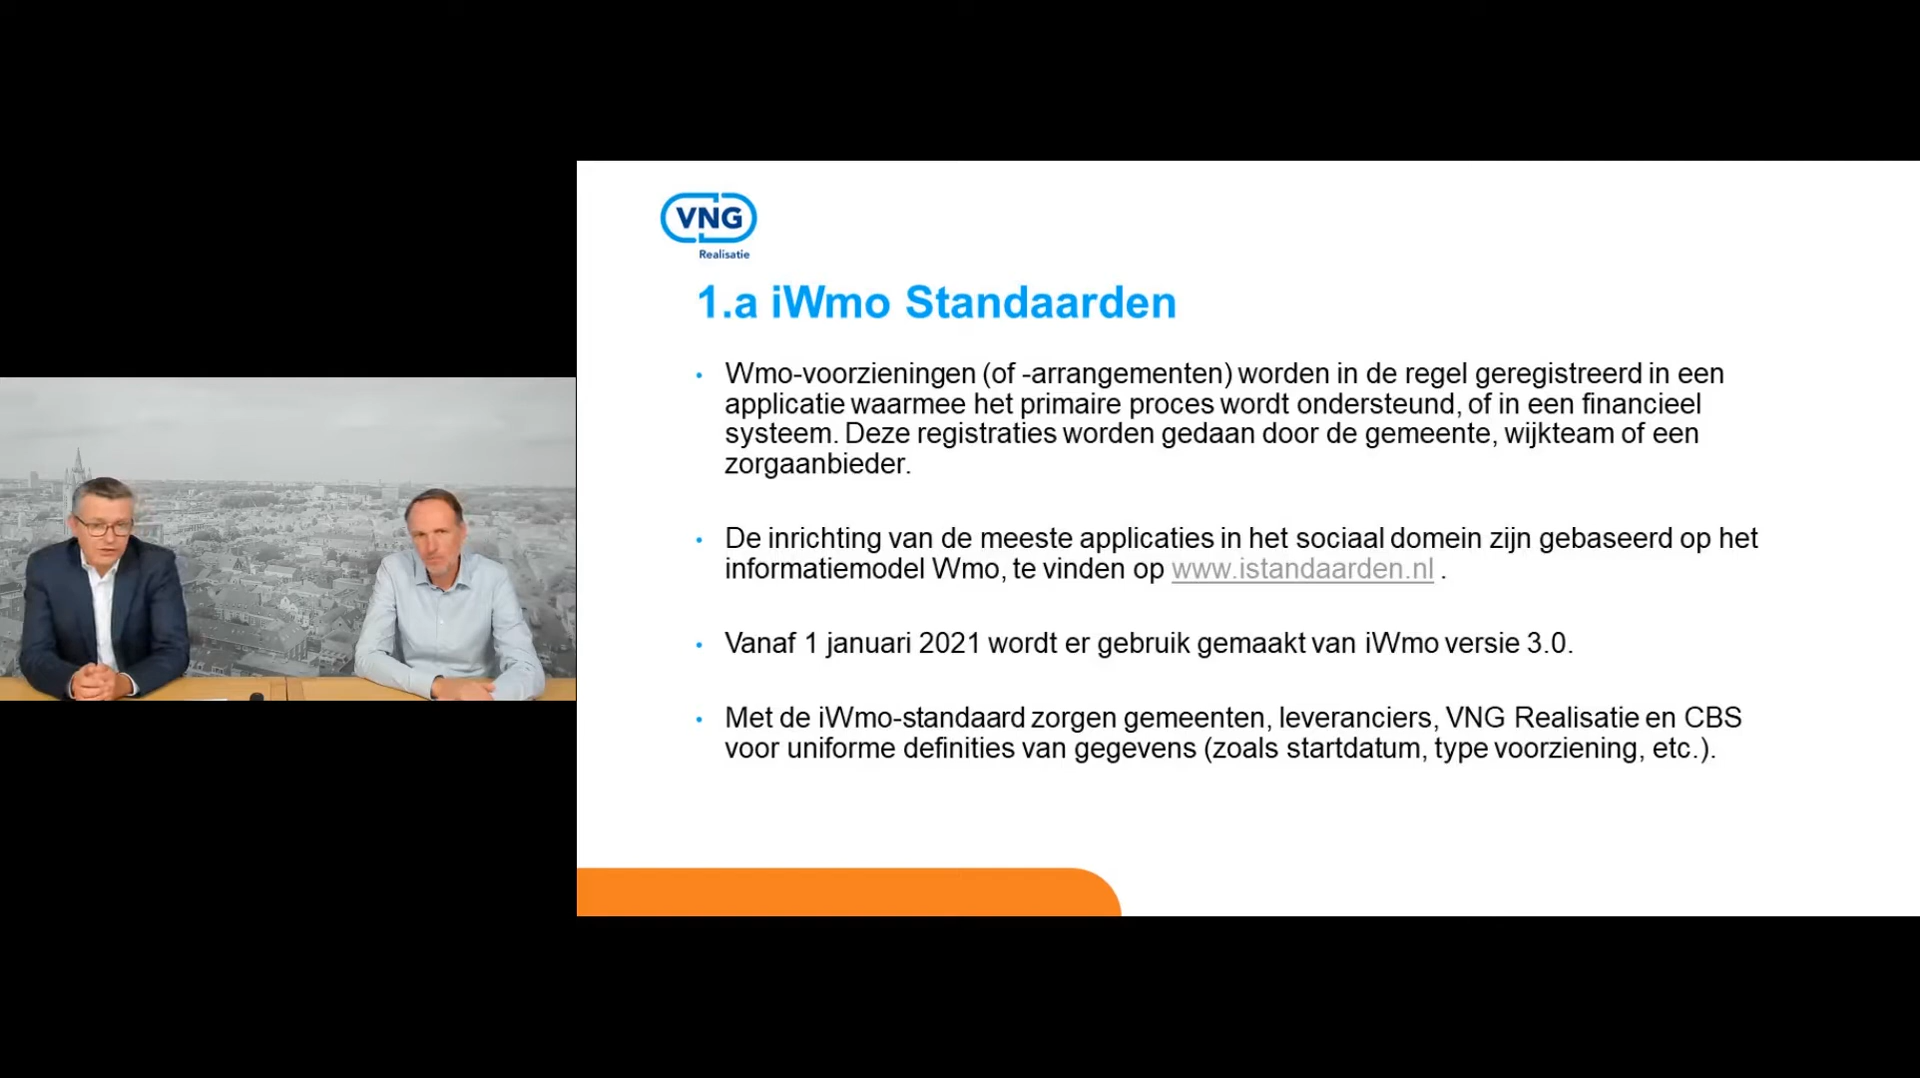 VNG
Realisatie
1.a iWmo Standaarden
• Wmo-voorzieningen (of -arrangementen) worden in de regel geregistreerd in een
applicatie waarmee het primaire proces wordt ondersteund, of in een financieel
systeem. Deze registraties worden gedaan door de gemeente, wijkteam of een
zorgaanbieder.
• De inrichting van de meeste applicaties in het sociaal domein zijn gebaseerd op het
informatiemodel Wmo, te vinden op www.istandaarden.nl .
• Vanaf 1 januari 2021 wordt er gebruik gemaakt van iWmo versie 3.0.
• Met de iWmo-standaard zorgen gemeenten, leveranciers, VNG Realisatie en CBS
voor uniforme definities van gegevens (zoals startdatum, type voorziening, etc.).